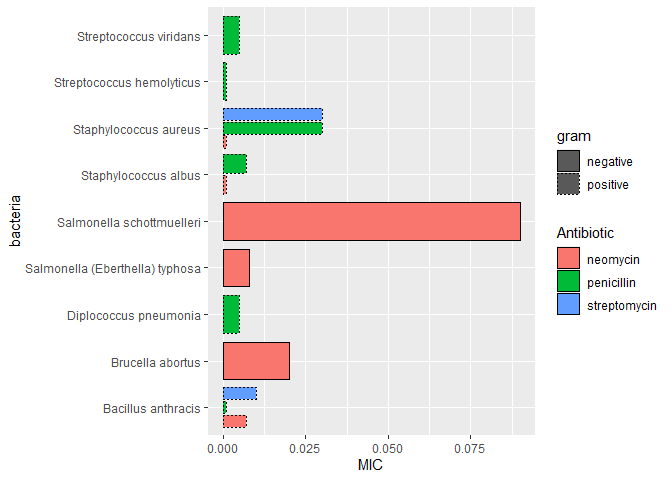 Streptococcus viridans
Streptococcus hemolyticus
Staphylococcus aureus
Staphylococcus albus
Salmonella schottmuelleri
Salmonella (Eberthella) typhosa
Diplococcus pneumonia
Brucella abortus
Bacillus anthracis
bacteria
0.000 0.025 0.050 0.075
MIC
gram
negative
positive
Antibiotic
neomycin
penicillin
streptomycin